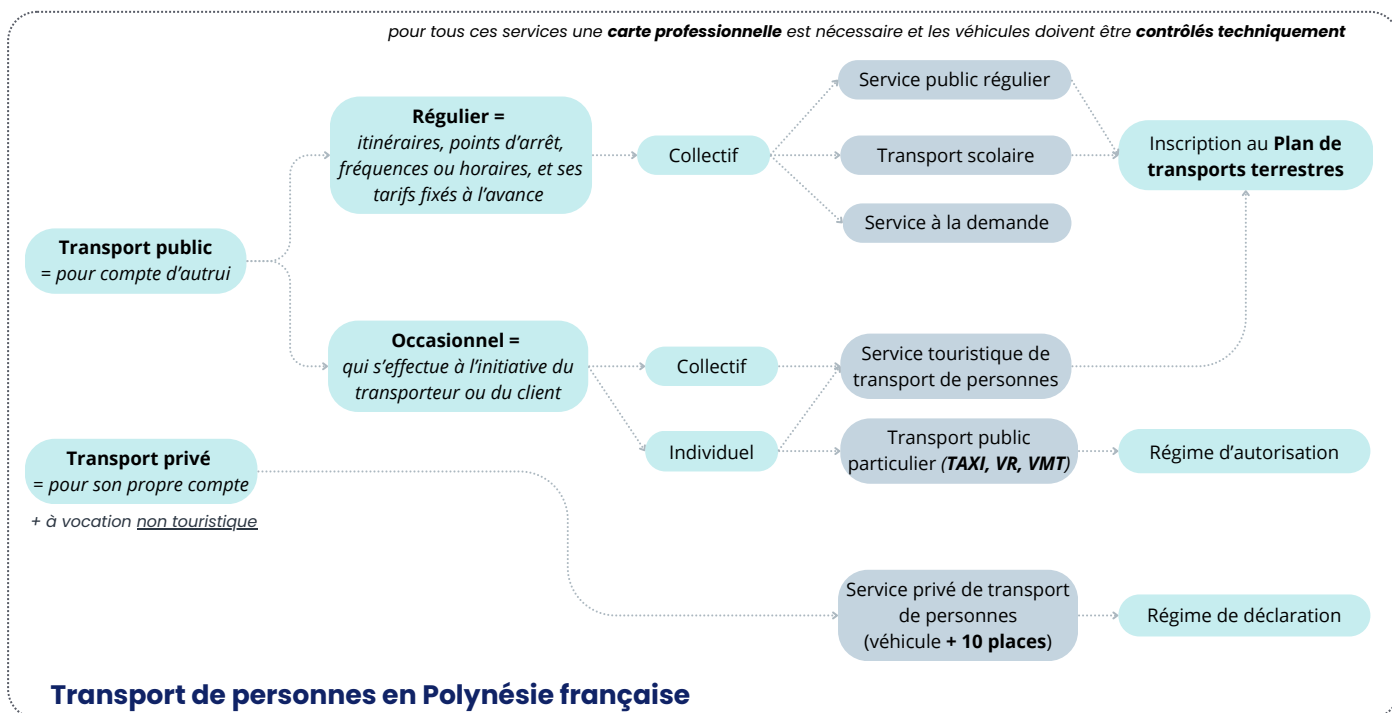 pour tous ces services une carte professionnelle est nécessaire et les véhicules doivent être contrôlés techniquement
Transport public
= pour compte d'autrui
Régulier =
itinéraires, points d'arrêt,
fréquences ou horaires, et ses
tarifs fixés à l'avance
Collectif
Service public régulier
Transport scolaire
Service à la demande
Inscription au Plan de
transports terrestres
Occasionnel =
qui s'effectue à l'initiative du
transporteur ou du client
Collectif
Individuel
Service touristique de
transport de personnes
Transport public
particulier (TAXI, VR, VMT)
Régime d'autorisation
Transport privé
= pour son propre compte
+ à vocation non touristique
Service privé de transport
de personnes
(véhicule + 10 places)
Régime de déclaration
Transport de personnes en Polynésie française